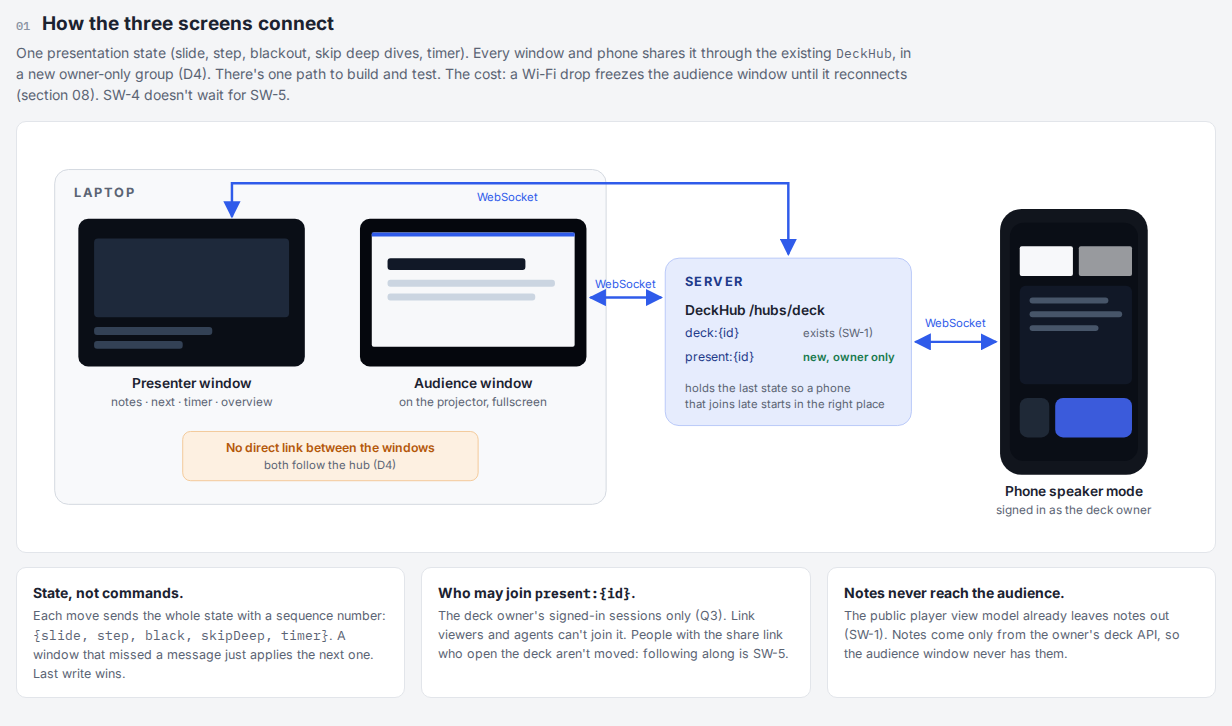 01 How the three screens connect
One presentation state (slide, step, blackout, skip deep dives, timer). Every window and phone shares it through the existing DeckHub, in
a new owner-only group (D4). There's one path to build and test. The cost: a Wi-Fi drop freezes the audience window until it reconnects
(section 08). SW-4 doesn't wait for SW-5.
LAPTOP
WebSocket
Presenter window
notes · next · timer · overview
Audience window
on the projector, fullscreen
No direct link between the windows
both follow the hub (D4)
WebSocket
SERVER
DeckHub /hubs/deck
deck:{id} exists (SW-1)
present:{id} new, owner only
holds the last state so a phone
that joins late starts in the right place
WebSocket
Phone speaker mode
signed in as the deck owner
State, not commands.
Each move sends the whole state with a sequence number:
{slide, step, black, skipDeep, timer}. A
window that missed a message just applies the next one.
Last write wins.
Who may join present:{id}.
The deck owner's signed-in sessions only (Q3). Link
viewers and agents can't join it. People with the share link
who open the deck aren't moved: following along is SW-5.
Notes never reach the audience.
The public player view model already leaves notes out
(SW-1). Notes come only from the owner's deck API, so
the audience window never has them.